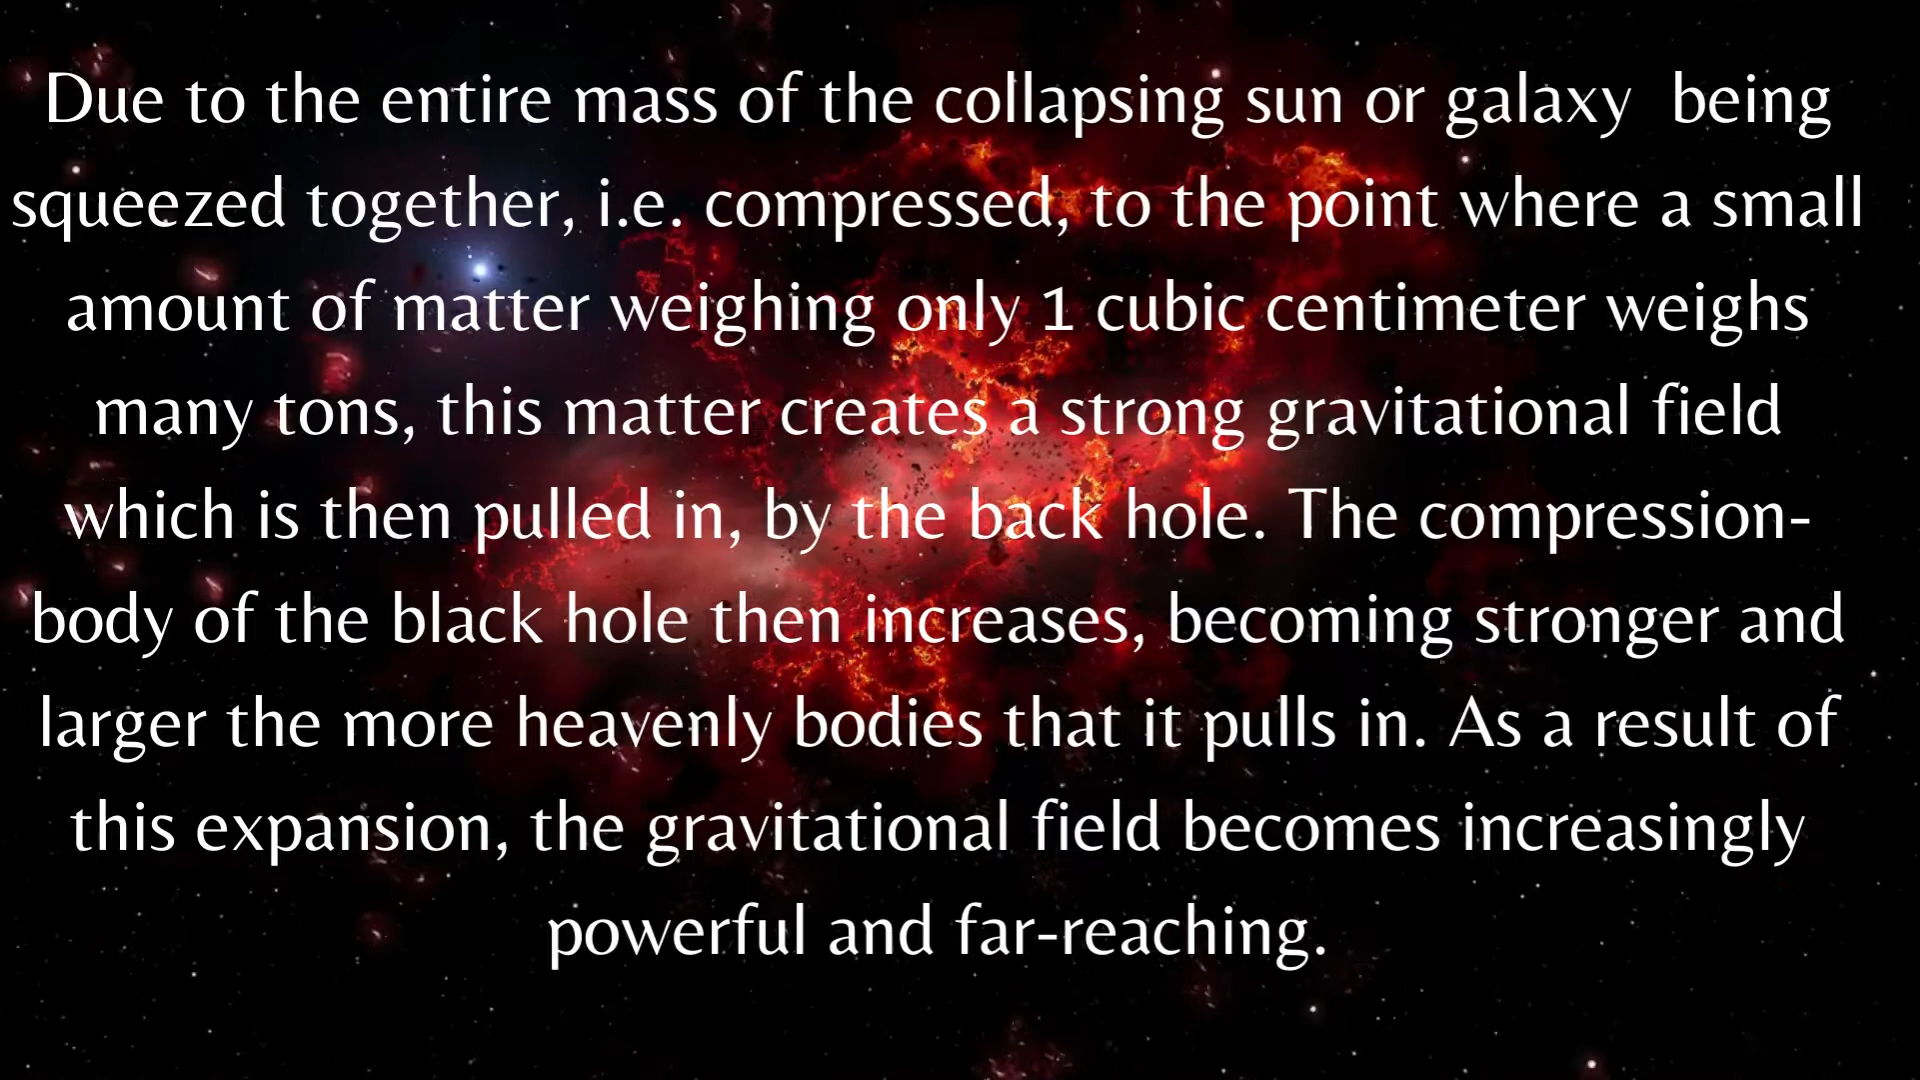 Due to the entire mass of the collapsing sun or galaxy  being
squeezed together, i.e. compressed, to the point where a small
amount of matter weighing only 1 cubic centimeter weighs
many tons, this matter creates a strong gravitational field
which is then pulled in, by the back hole. The compression-
body of the black hole then increases, becoming stronger and
larger the more heavenly bodies that it pulls in. As a result of
this expansion, the gravitational field becomes increasingly
powerful and far-reaching.